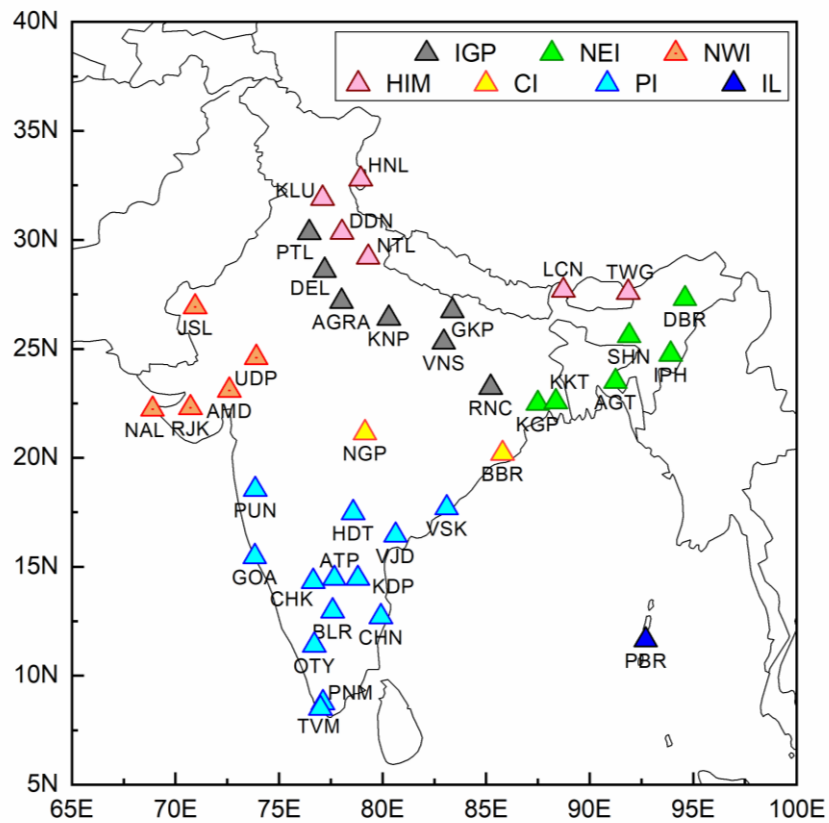 40N
IGP NEI NWI
HIM CI PI IL
35N
HNL
KLU
DDN
30N
PTL
NTL
DEL
LCN TWG
AGRA
KNP
GKP
DBR
JSL
VNS
SHN
25N
UDP
IPH
AMD
RNC
KKT
AGT
NAL RJK
KGP
NGP
BBR
20N
PUN
HDT
VSK
VJD
15N
GOA
ATP
CHK
KDP
BLR
CHN
OTY
PBR
10N
PNM
TVM
5N
65E 70E 75E 80E 85E 90E 95E 100E